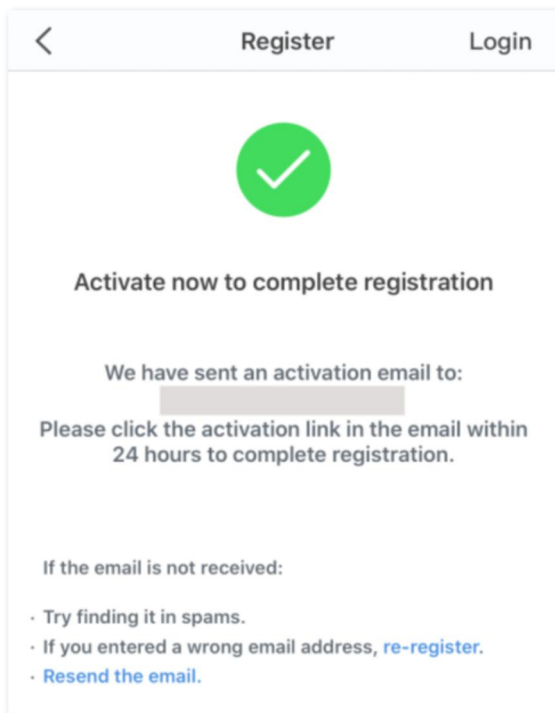 Register Login
Activate now to complete registration
We have sent an activation email to:
Please click the activation link in the email within
24 hours to complete registration.
If the email is not received:
· Try finding it in spams.
· If you entered a wrong email address, re-register.
· Resend the email.